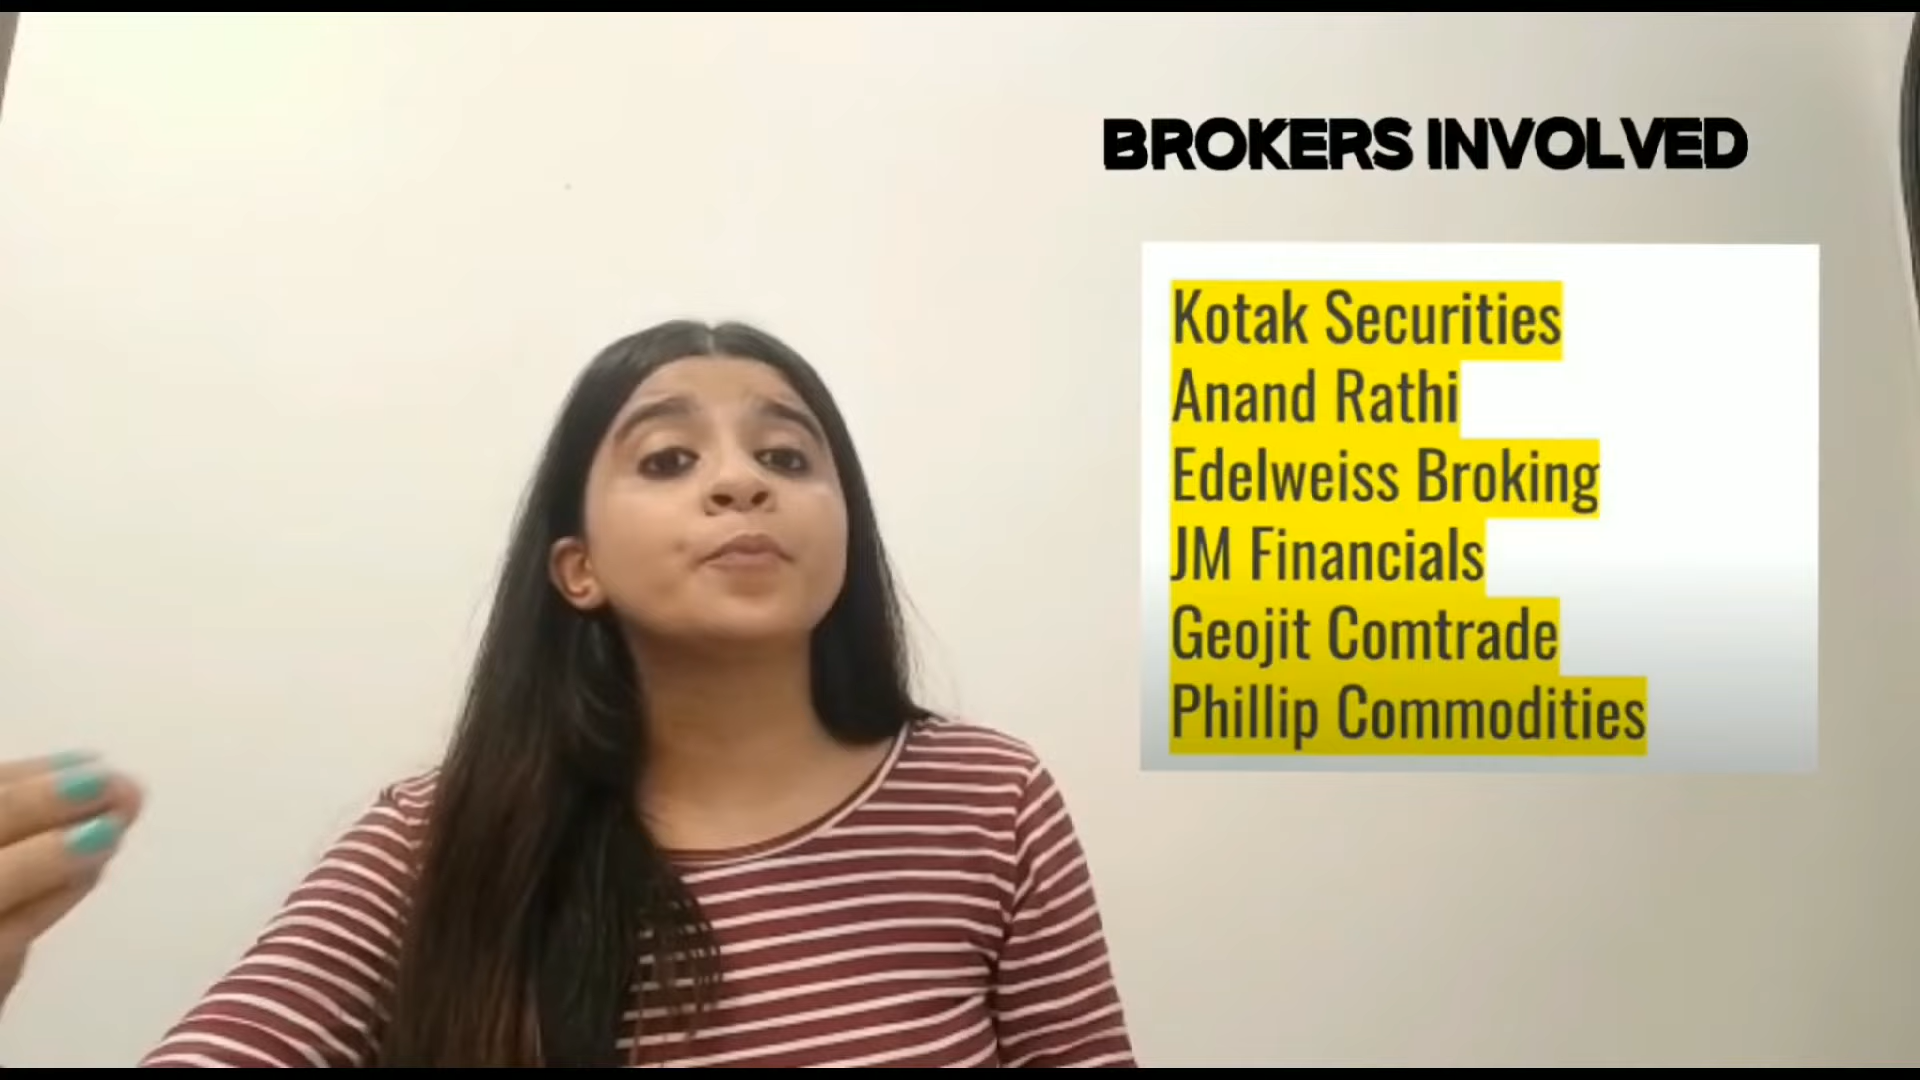 BROKERS INVOLVED
Kotak Securities
Anand Rathi
Edelweiss Broking
JM Financials
Geojit Comtrade
Phillip Commodities